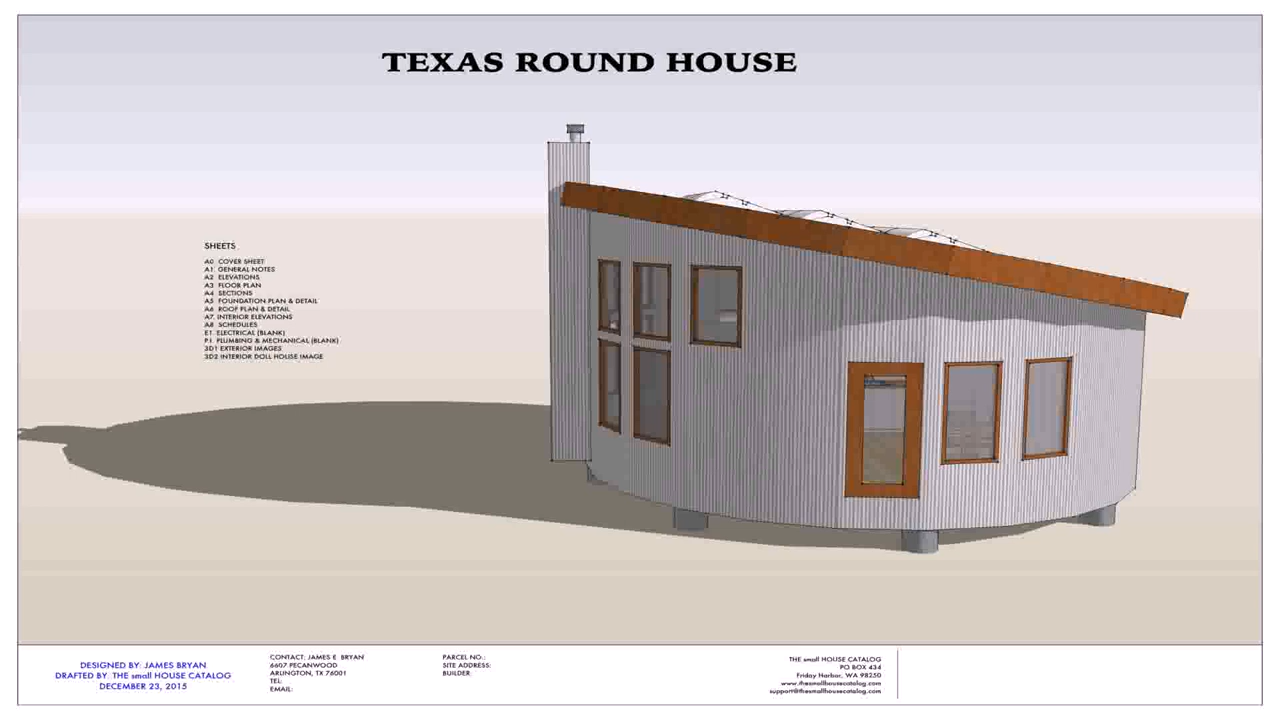 TEXAS ROUND HOUSE
SHEETS
A0 COVER SHEET
A1 GENERAL NOTES
A2 ELEVATIONS
A3 FLOOR PLAN
A4 SECTIONS
A5 FOUNDATION PLAN & DETAIL
A6 ROOF PLAN & DETAIL
A7. INTERIOR ELEVATIONS
A8 SCHEDULES
E1 ELECTRICAL (BLANK)
P.1 PLUMBING & MECHANICAL (BLANK)
3D1 EXTERIOR IMAGES
3D2 INTERIOR DOLL HOUSE IMAGE
DESIGNED BY: JAMES BRYAN
DRAFTED BY: THE small HOUSE CATALOG
DECEMBER 23, 2015
CONTACT: JAMES E BRYAN
6607 PECANWOOD
ARLINGTON, TX 76001
TEL:
EMAIL:
PARCEL NO.:
SITE ADDRESS:
BUILDER:
THE small HOUSE CATALOG
PO BOX 434
Friday Harbor, WA 98250
www.thesmallhousecatalog.com
support@thesmallhousecatalog.com